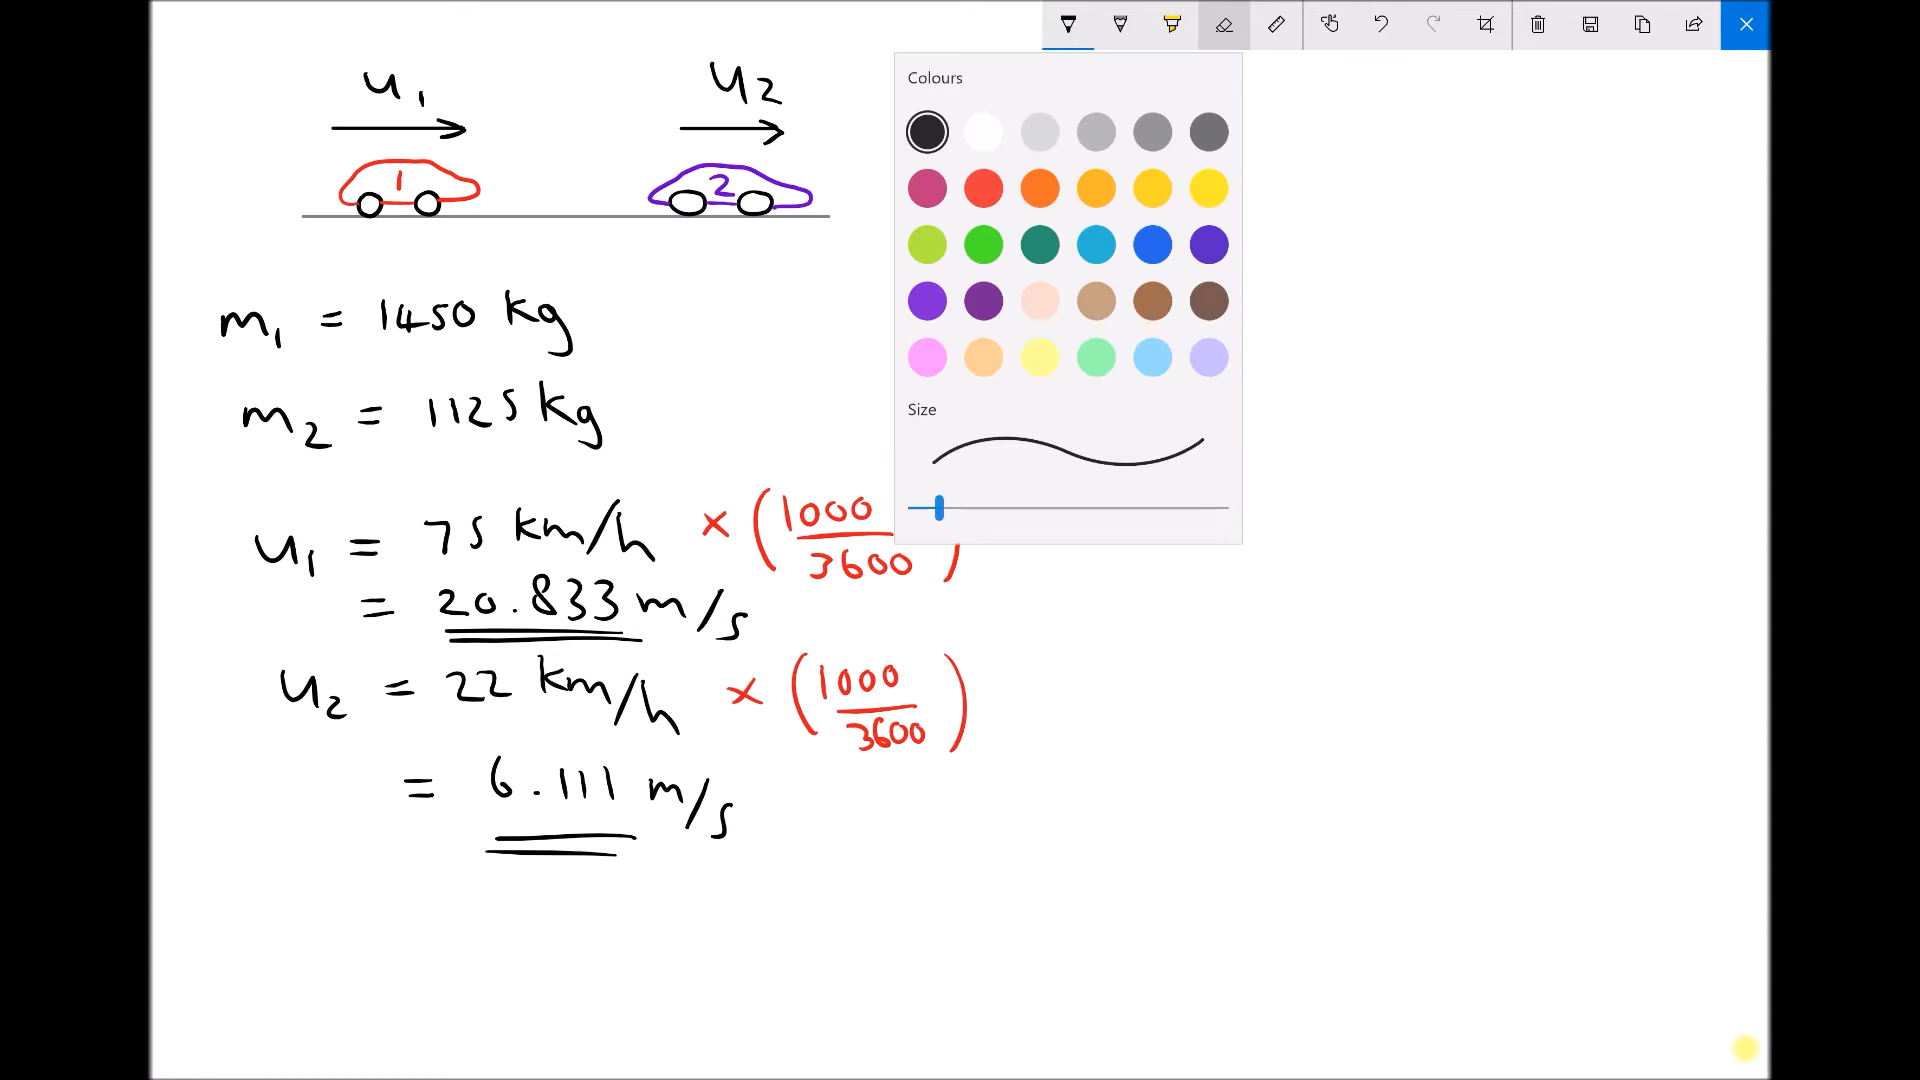 Colours
u₁ u₂
1 2
m₁ = 1450 kg
m₂ = 1125 kg
Size
u₁ = 75 km/h × (1000/3600)
= 20.833 m/s
u₂ = 22 km/h × (1000/3600)
= 6.111 m/s